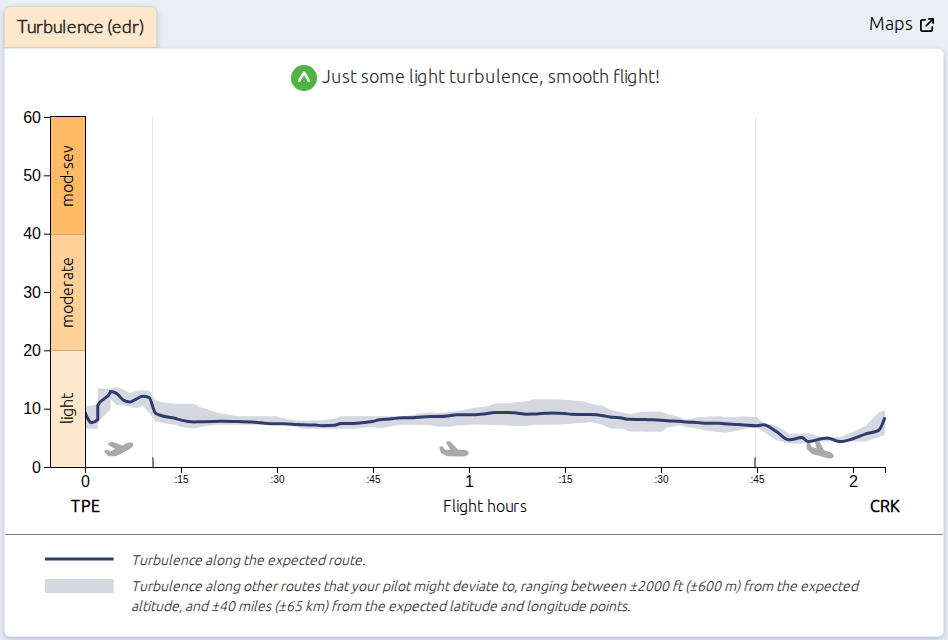 Turbulence (edr)
Maps
Just some light turbulence, smooth flight!
60
50
40
30
20
10
0
mod-sev
moderate
light
0
:15
:30
:45
1
:15
:30
:45
2
TPE
Flight hours
CRK
Turbulence along the expected route.
Turbulence along other routes that your pilot might deviate to, ranging between ±2000 ft (±600 m) from the expected
altitude, and ±40 miles (±65 km) from the expected latitude and longitude points.